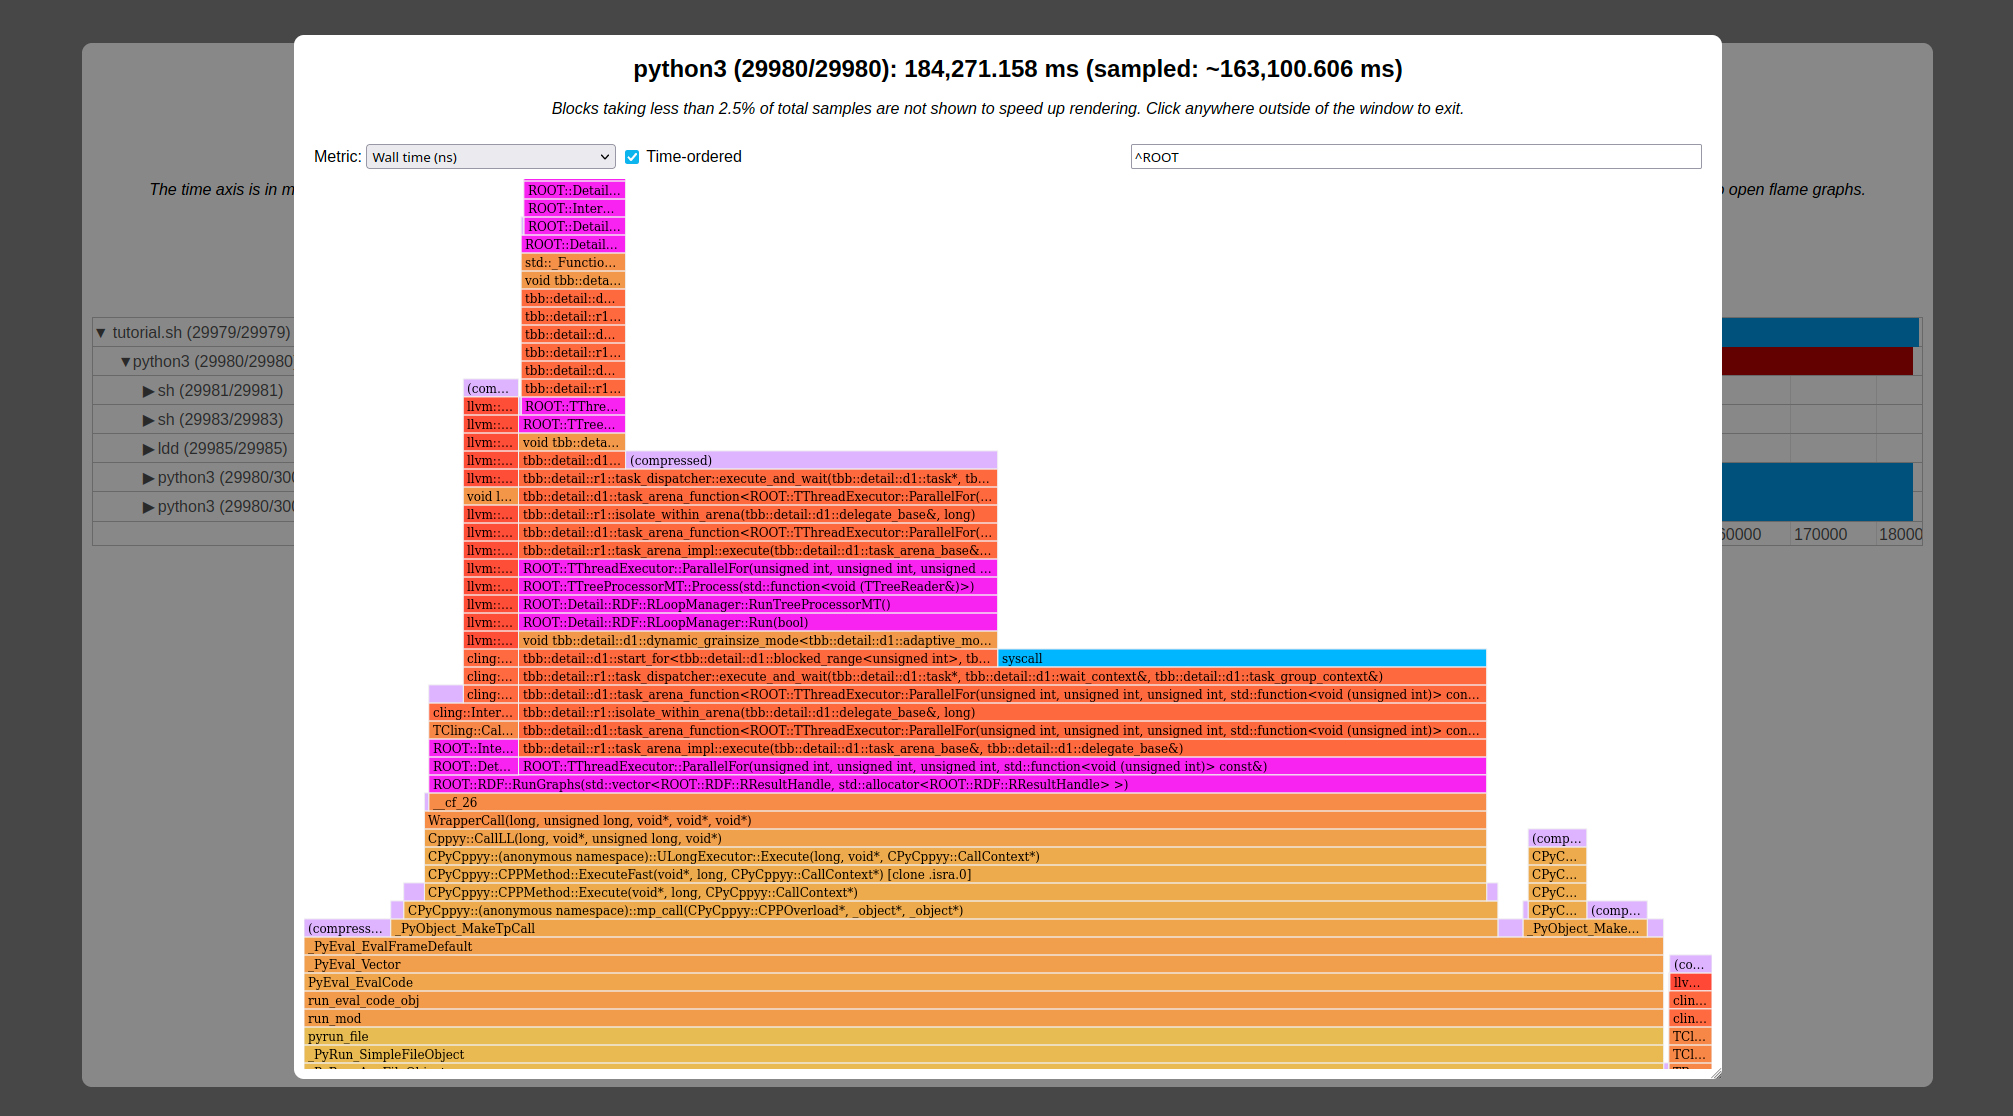 python3 (29980/29980): 184,271.158 ms (sampled: ~163,100.606 ms)
Blocks taking less than 2.5% of total samples are not shown to speed up rendering. Click anywhere outside of the window to exit.
Metric: Wall time (ns) Time-ordered ^ROOT
The time axis is in m
o open flame graphs.
▼ tutorial.sh (29979/29979)
▼python3 (29980/29980
▶ sh (29981/29981)
▶ sh (29983/29983)
▶ ldd (29985/29985)
▶ python3 (29980/300
▶ python3 (29980/300
60000 170000 18000
ROOT::Detail...
ROOT::Inter...
ROOT::Detail...
ROOT::Detail...
std::_Functio...
void tbb::deta...
tbb::detail::d...
tbb::detail::r1...
tbb::detail::d...
tbb::detail::r1...
tbb::detail::d...
(com... tbb::detail::r1...
llvm::... ROOT::TThre...
llvm::... ROOT::TTree...
llvm::... void tbb::deta...
llvm::... tbb::detail::d1... (compressed)
llvm::... tbb::detail::r1::task_dispatcher::execute_and_wait(tbb::detail::d1::task*, tb...
void l... tbb::detail::d1::task_arena_function<ROOT::TThreadExecutor::ParallelFor(...
llvm::... tbb::detail::r1::isolate_within_arena(tbb::detail::d1::delegate_base&, long)
llvm::... tbb::detail::d1::task_arena_function<ROOT::TThreadExecutor::ParallelFor(...
llvm::... tbb::detail::r1::task_arena_impl::execute(tbb::detail::d1::task_arena_base&...
llvm::... ROOT::TThreadExecutor::ParallelFor(unsigned int, unsigned int, unsigned ...
llvm::... ROOT::TTreeProcessorMT::Process(std::function<void (TTreeReader&)>)
llvm::... ROOT::Detail::RDF::RLoopManager::RunTreeProcessorMT()
llvm::... ROOT::Detail::RDF::RLoopManager::Run(bool)
llvm::... void tbb::detail::d1::dynamic_grainsize_mode<tbb::detail::d1::adaptive_mo...
cling:... tbb::detail::d1::start_for<tbb::detail::d1::blocked_range<unsigned int>, tb... syscall
cling:... tbb::detail::r1::task_dispatcher::execute_and_wait(tbb::detail::d1::task*, tbb::detail::d1::wait_context&, tbb::detail::d1::task_group_context&)
cling:... tbb::detail::d1::task_arena_function<ROOT::TThreadExecutor::ParallelFor(unsigned int, unsigned int, unsigned int, std::function<void (unsigned int)> con...
cling::Inter... tbb::detail::r1::isolate_within_arena(tbb::detail::d1::delegate_base&, long)
TCling::Cal... tbb::detail::d1::task_arena_function<ROOT::TThreadExecutor::ParallelFor(unsigned int, unsigned int, unsigned int, std::function<void (unsigned int)> con...
ROOT::Inte... tbb::detail::r1::task_arena_impl::execute(tbb::detail::d1::task_arena_base&, tbb::detail::d1::delegate_base&)
ROOT::Det... ROOT::TThreadExecutor::ParallelFor(unsigned int, unsigned int, unsigned int, std::function<void (unsigned int)> const&)
ROOT::RDF::RunGraphs(std::vector<ROOT::RDF::RResultHandle, std::allocator<ROOT::RDF::RResultHandle> >)
__cf_26
WrapperCall(long, unsigned long, void*, void*, void*)
Cppyy::CallLL(long, void*, unsigned long, void*) (comp...
CPyCppyy::(anonymous namespace)::ULongExecutor::Execute(long, void*, CPyCppyy::CallContext*) CPyC...
CPyCppyy::CPPMethod::ExecuteFast(void*, long, CPyCppyy::CallContext*) [clone .isra.0] CPyC...
CPyCppyy::CPPMethod::Execute(void*, long, CPyCppyy::CallContext*) CPyC...
CPyCppyy::(anonymous namespace)::mp_call(CPyCppyy::CPPOverload*, _object*, _object*) CPyC... (comp...
(compress... _PyObject_MakeTpCall _PyObject_Make...
_PyEval_EvalFrameDefault
_PyEval_Vector (co...
PyEval_EvalCode llv...
run_eval_code_obj clin...
run_mod clin...
pyrun_file TCl...
_PyRun_SimpleFileObject TCl...